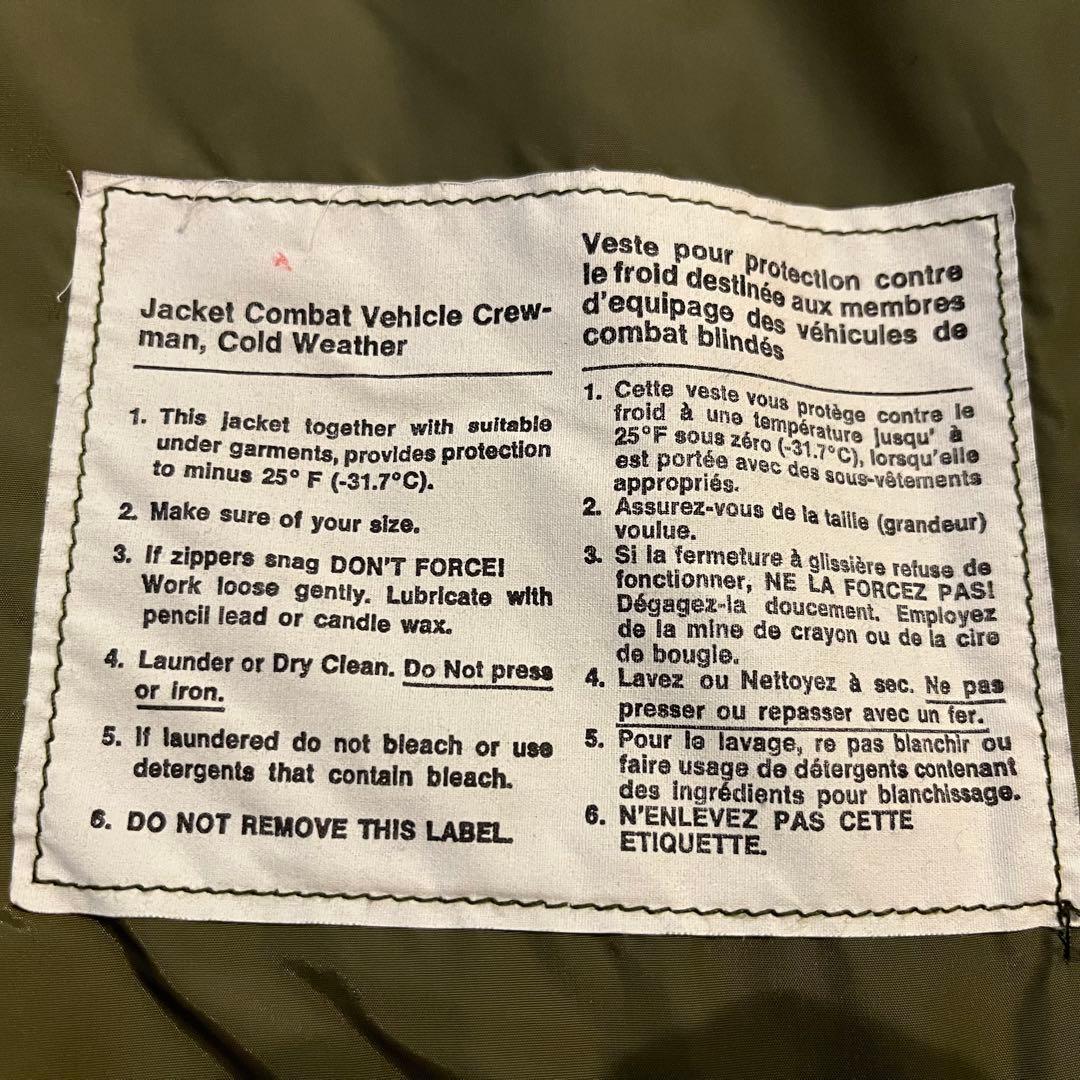 Jacket Combat Vehicle Crew-
man, Cold Weather
1. This jacket together with suitable
under garments, provides protection
to minus 25° F (-31.7°C).
2. Make sure of your size.
3. If zippers snag DON'T FORCE!
Work loose gently. Lubricate with
pencil lead or candle wax.
4. Launder or Dry Clean. Do Not press
or iron.
5. If laundered do not bleach or use
detergents that contain bleach.
6. DO NOT REMOVE THIS LABEL.
Veste pour protection contre
le froid destinée aux membres
d'equipage des véhicules de
combat blindés
1. Cette veste vous protège contre le
froid à une température jusqu' à
25°F sous zéro (-31.7°C), lorsqu'elle
est portée avec des sous-vêtements
appropriés.
2. Assurez-vous de la taille (grandeur)
voulue.
3. Si la fermeture à glissière refuse de
fonctionner, NE LA FORCEZ PAS!
Dégagez-la doucement. Employez
de la mine de crayon ou de la cire
de bougie.
4. Lavez ou Nettoyez à sec. Ne pas
presser ou repasser avec un fer.
5. Pour le lavage, re pas blanchir ou
faire usage de détergents contenant
des ingrédients pour blanchissage.
6. N'ENLEVEZ PAS CETTE
ETIQUETTE.